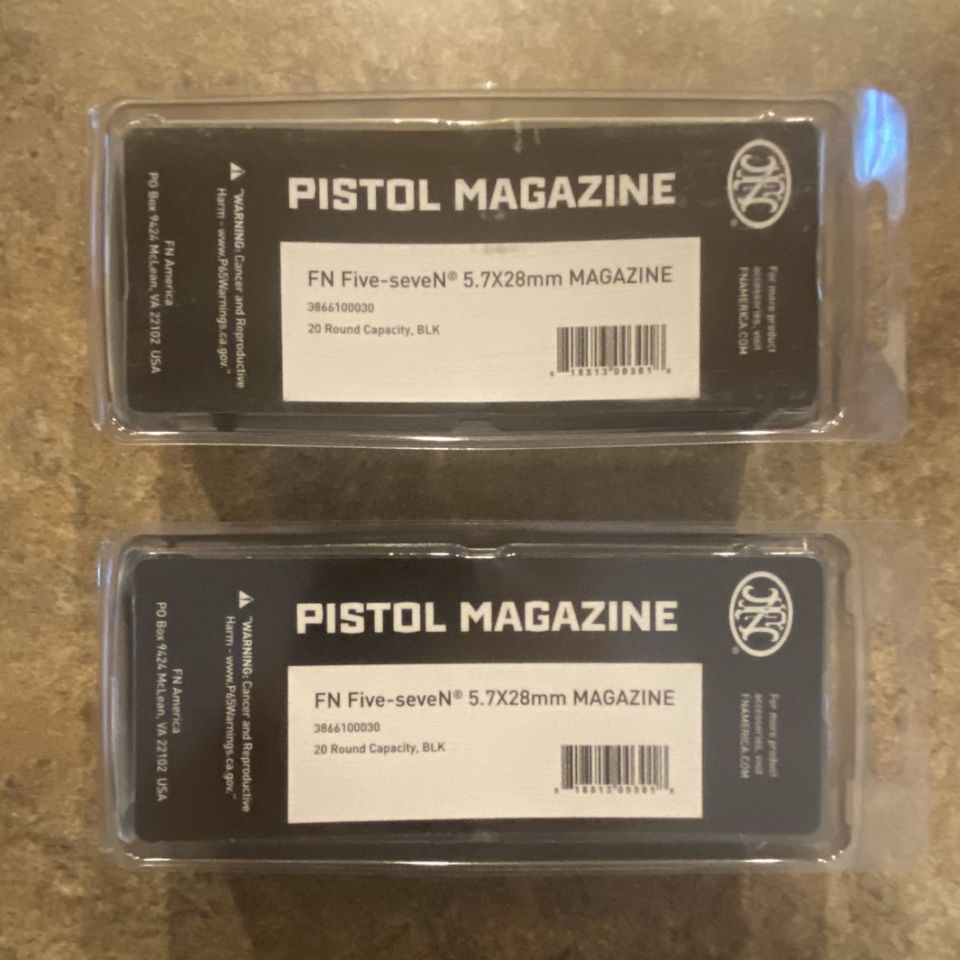 PISTOL MAGAZINE
FN
®
FN Five-seveN® 5.7X28mm MAGAZINE
3866100030
20 Round Capacity, BLK
For more product
accessories, visit
FNAMERICA.COM
"WARNING: Cancer and Reproductive
Harm - www.P65Warnings.ca.gov."
FN America
PO Box 9424 McLean, VA 22102 USA
PISTOL MAGAZINE
FN
®
FN Five-seveN® 5.7X28mm MAGAZINE
3866100030
20 Round Capacity, BLK
For more product
accessories, visit
FNAMERICA.COM
"WARNING: Cancer and Reproductive
Harm - www.P65Warnings.ca.gov."
FN America
PO Box 9424 McLean, VA 22102 USA